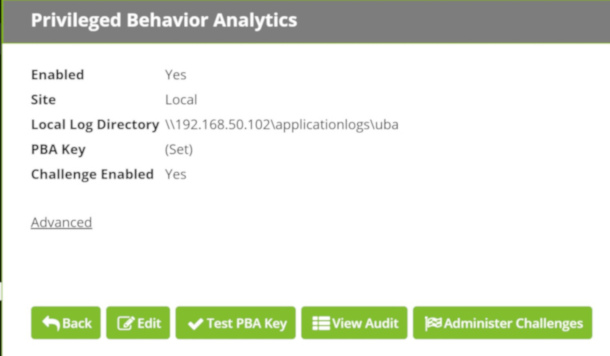 Privileged Behavior Analytics
Enabled Yes
Site Local
Local Log Directory \\192.168.50.102\applicationlogs\uba
PBA Key (Set)
Challenge Enabled Yes
Advanced
Back Edit Test PBA Key View Audit Administer Challenges